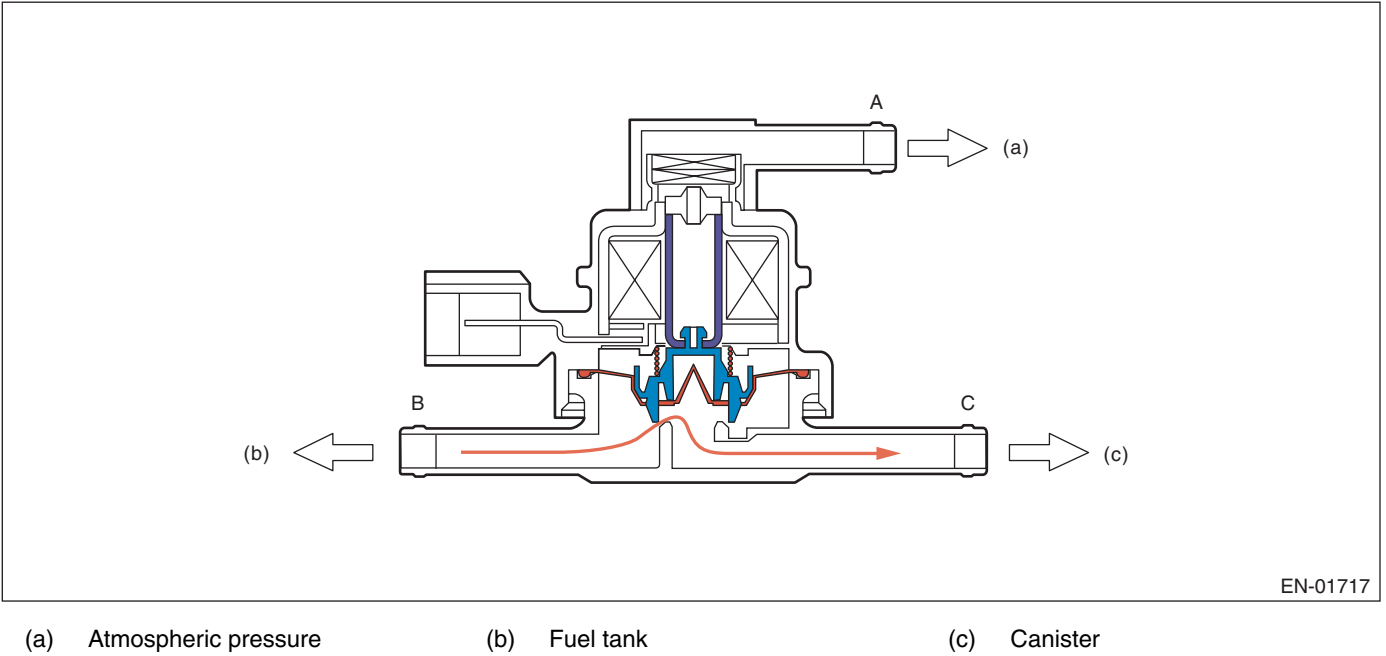 A
(a)
B
C
(b)
(c)
EN-01717
(a) Atmospheric pressure (b) Fuel tank (c) Canister